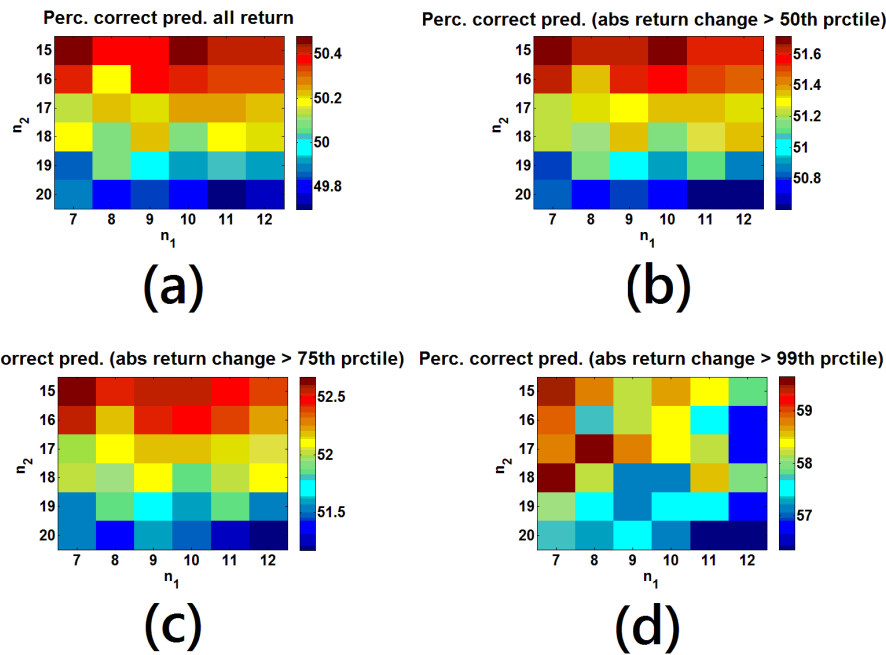 Perc. correct pred. all return
n2
15
16
17
18
19
20
7 8 9 10 11 12
n1
50.4
50.2
50
49.8
(a)
Perc. correct pred. (abs return change > 50th prctile)
n2
15
16
17
18
19
20
7 8 9 10 11 12
n1
51.6
51.4
51.2
51
50.8
(b)
orrect pred. (abs return change > 75th prctile)
n2
15
16
17
18
19
20
7 8 9 10 11 12
n1
52.5
52
51.5
(c)
Perc. correct pred. (abs return change > 99th prctile)
n2
15
16
17
18
19
20
7 8 9 10 11 12
n1
59
58
57
(d)